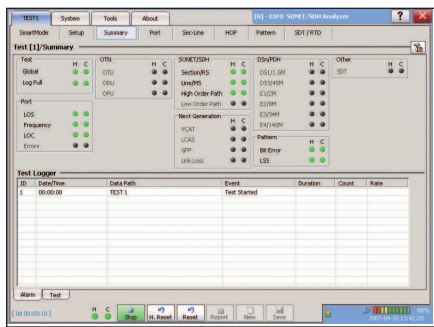 TEST1 System Tools About [II] - EXFO SONET/SDH Analyzer ? X
SmartMode Setup Summary Port Sec-Line HOP Pattern SDT / RTD
Test [1]/Summary
Test H C
Global
Log Full
Port
LOS
Frequency
LOC
Errors
OTN H C
OTU
ODU
OPU
SONET/SDH H C
Section/RS
Line/MS
High Order Path
Low Order Path
Next Generation H C
VCAT
LCAS
GFP
Link Loss
DSn/PDH H C
DS1/1.5M
DS3/45M
E1/2M
E2/8M
E3/34M
E4/140M
Pattern H C
Bit Error
LSS
Other H C
SDT
Test Logger
ID Date/Time Data Path Event Duration Count Rate
1 00:00:00 TEST 1 Test Started
Alarm Test
[ 0d 00:00:10 ] H C Stop H. Reset Reset Report New Save 86%
2007-04-30 15:42:20